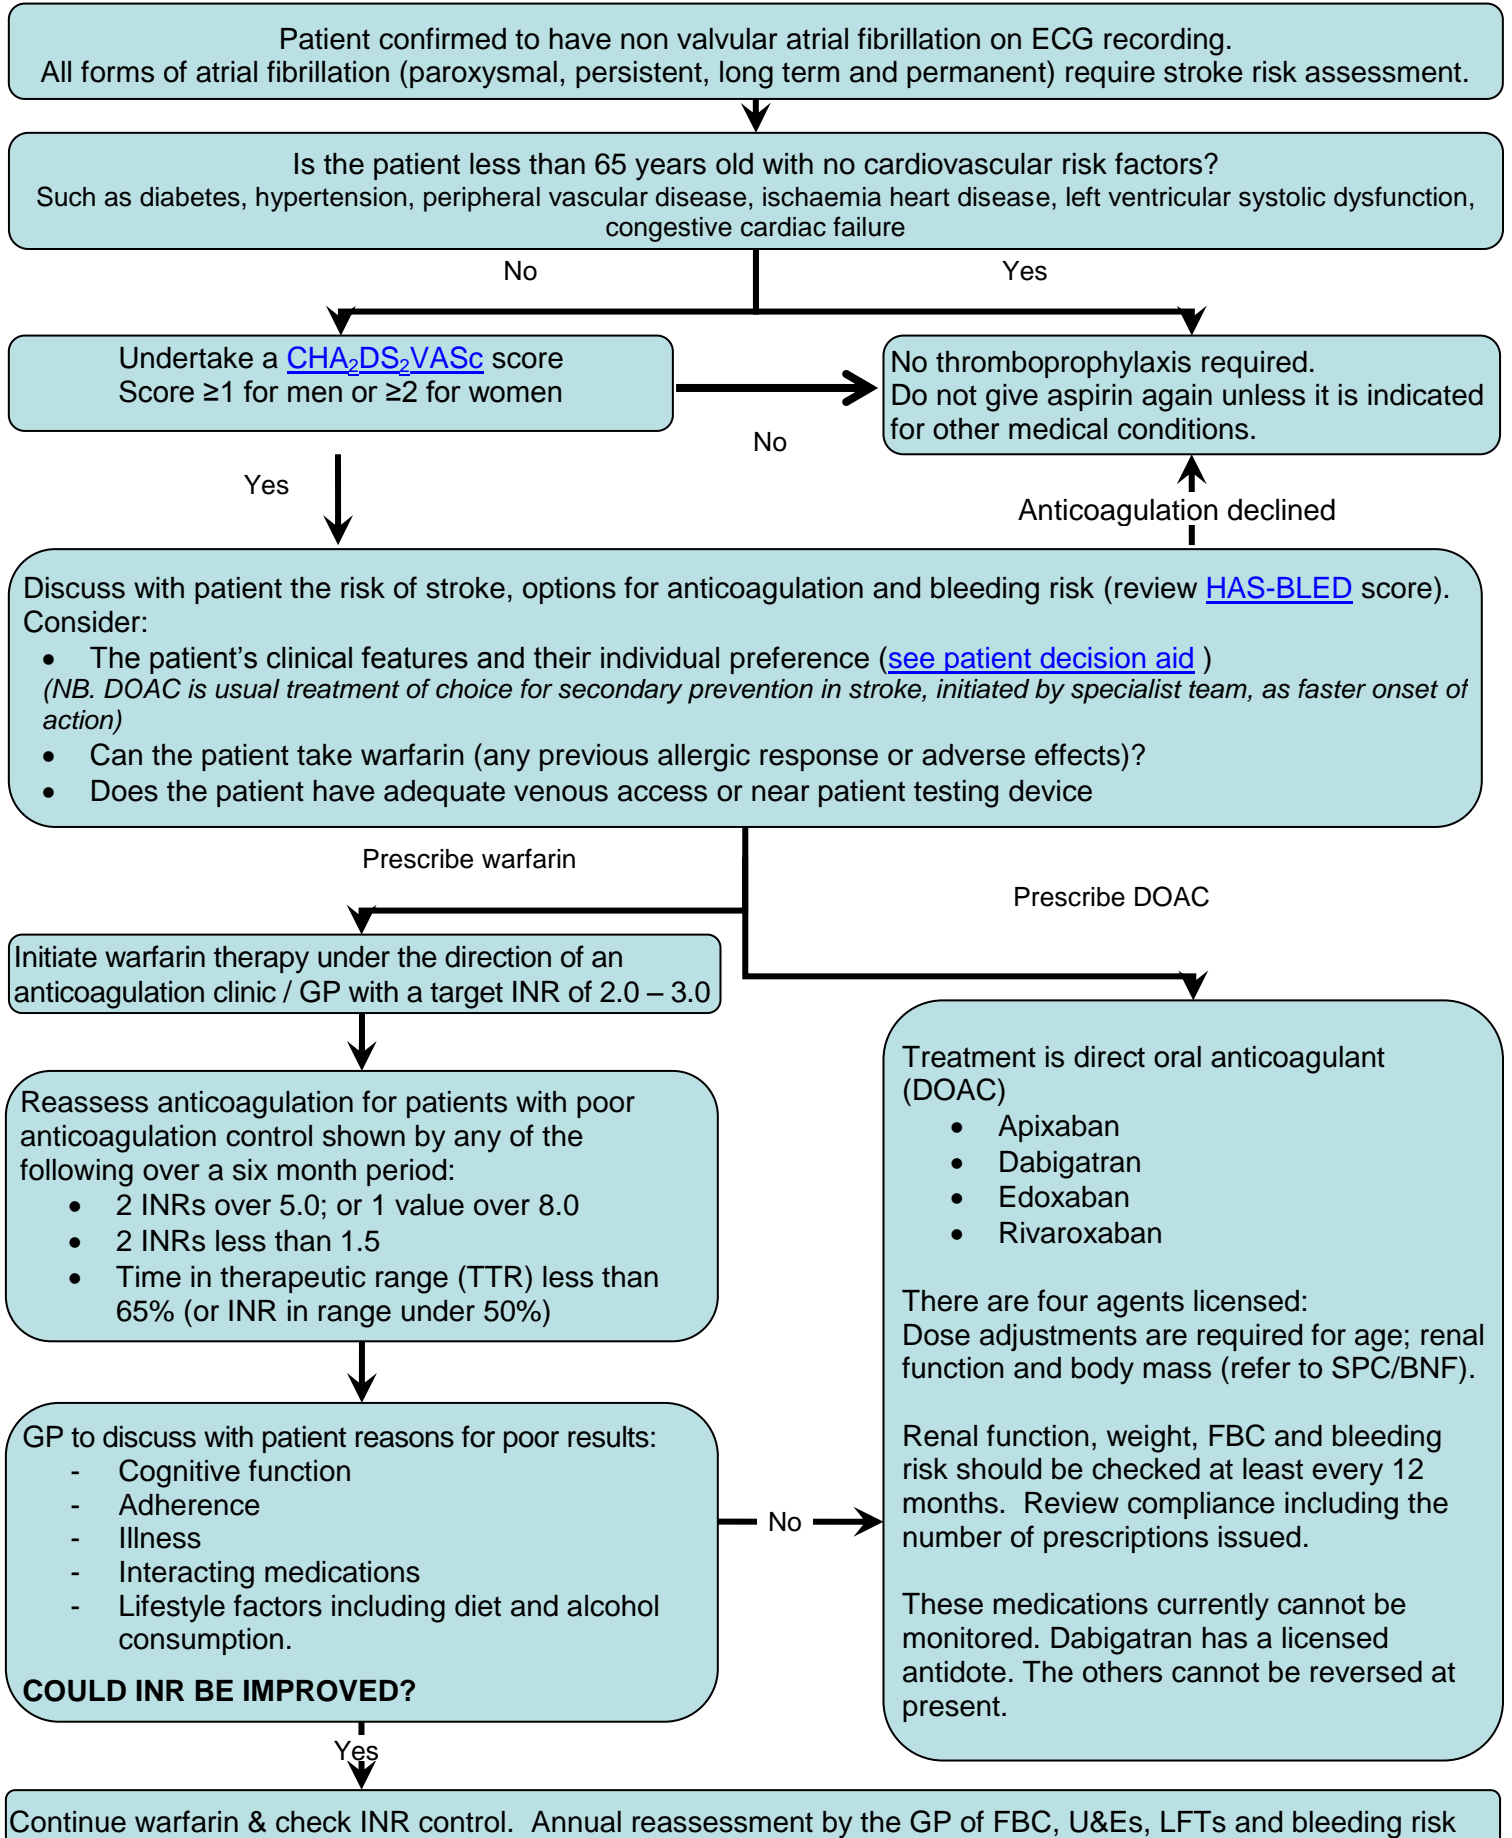 Patient confirmed to have non valvular atrial fibrillation on ECG recording.
All forms of atrial fibrillation (paroxysmal, persistent, long term and permanent) require stroke risk assessment.
Is the patient less than 65 years old with no cardiovascular risk factors?
Such as diabetes, hypertension, peripheral vascular disease, ischaemia heart disease, left ventricular systolic dysfunction,
congestive cardiac failure
No
Yes
Undertake a CHA₂DS₂VASc score
Score ≥1 for men or ≥2 for women
No thromboprophylaxis required.
Do not give aspirin again unless it is indicated
for other medical conditions.
No
Yes
Anticoagulation declined
Discuss with patient the risk of stroke, options for anticoagulation and bleeding risk (review HAS-BLED score).
Consider:
• The patient's clinical features and their individual preference (see patient decision aid )
(NB. DOAC is usual treatment of choice for secondary prevention in stroke, initiated by specialist team, as faster onset of
action)
• Can the patient take warfarin (any previous allergic response or adverse effects)?
• Does the patient have adequate venous access or near patient testing device
Prescribe warfarin
Prescribe DOAC
Initiate warfarin therapy under the direction of an
anticoagulation clinic / GP with a target INR of 2.0 – 3.0
Reassess anticoagulation for patients with poor
anticoagulation control shown by any of the
following over a six month period:
• 2 INRs over 5.0; or 1 value over 8.0
• 2 INRs less than 1.5
• Time in therapeutic range (TTR) less than
65% (or INR in range under 50%)
GP to discuss with patient reasons for poor results:
- Cognitive function
- Adherence
- Illness
- Interacting medications
- Lifestyle factors including diet and alcohol
consumption.
COULD INR BE IMPROVED?
No
Treatment is direct oral anticoagulant
(DOAC)
• Apixaban
• Dabigatran
• Edoxaban
• Rivaroxaban
There are four agents licensed:
Dose adjustments are required for age; renal
function and body mass (refer to SPC/BNF).
Renal function, weight, FBC and bleeding
risk should be checked at least every 12
months. Review compliance including the
number of prescriptions issued.
These medications currently cannot be
monitored. Dabigatran has a licensed
antidote. The others cannot be reversed at
present.
Yes
Continue warfarin & check INR control. Annual reassessment by the GP of FBC, U&Es, LFTs and bleeding risk